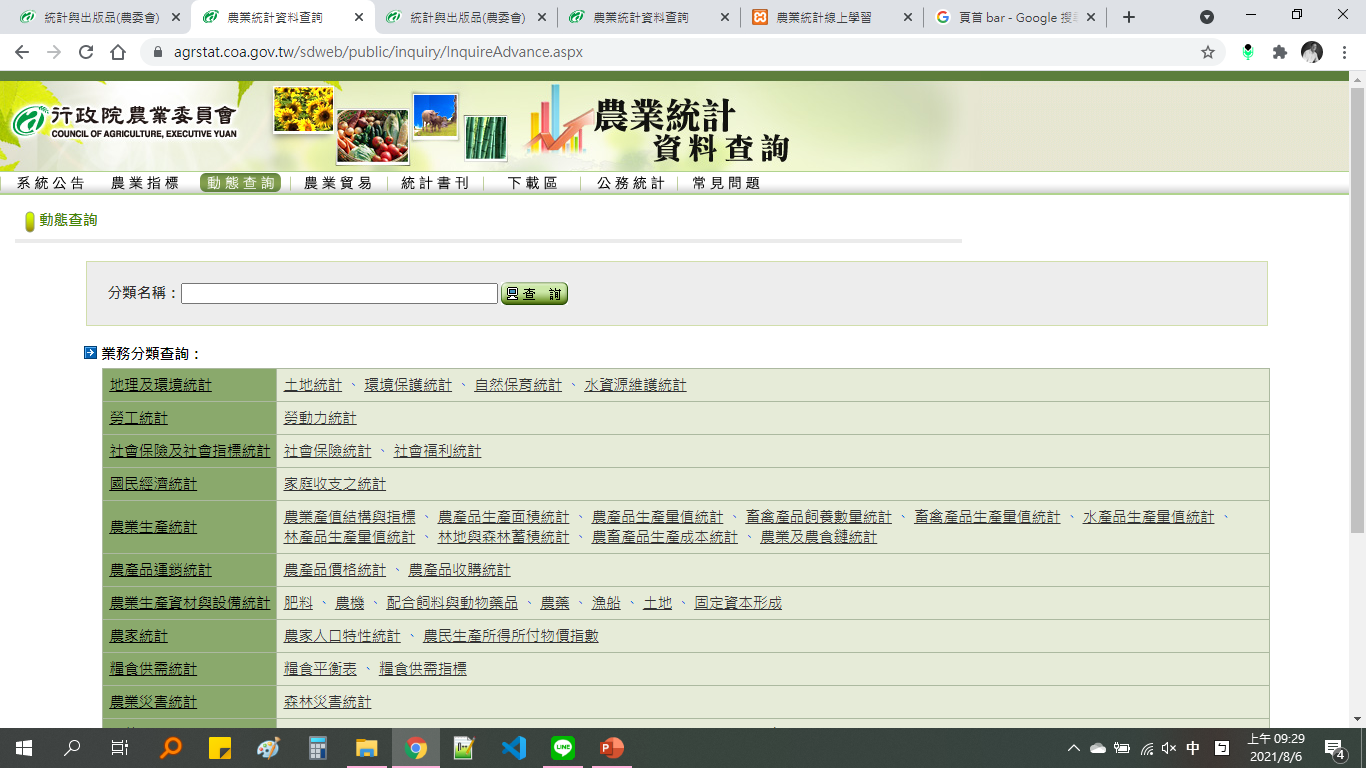 統計與出版品(農委會)
農業統計資料查詢
統計與出版品(農委會)
農業統計資料查詢
農業統計線上學習
頁首 bar - Google 搜
agrstat.coa.gov.tw/sdweb/public/inquiry/InquireAdvance.aspx
行政院農業委員會
COUNCIL OF AGRICULTURE, EXECUTIVE YUAN
農業統計
資料查詢
系統公告 農業指標 動態查詢 農業貿易 統計書刊 下載區 公務統計 常見問題
動態查詢
分類名稱： 查 詢
業務分類查詢：
地理及環境統計 土地統計 、 環境保護統計 、 自然保育統計 、 水資源維護統計
勞工統計 勞動力統計
社會保險及社會指標統計 社會保險統計 、 社會福利統計
國民經濟統計 家庭收支之統計
農業生產統計 農業產值結構與指標 、 農產品生產面積統計 、 農產品生產量值統計 、 畜禽產品飼養數量統計 、 畜禽產品生產量值統計 、 水產品生產量值統計 、
林產品生產量值統計 、 林地與森林蓄積統計 、 農畜產品生產成本統計 、 農業及農食鏈統計
農產品運銷統計 農產品價格統計 、 農產品收購統計
農業生產資材與設備統計 肥料 、 農機 、 配合飼料與動物藥品 、 農藥 、 漁船 、 土地 、 固定資本形成
農家統計 農家人口特性統計 、 農民生產所得所付物價指數
糧食供需統計 糧食平衡表 、 糧食供需指標
農業災害統計 森林災害統計
LINE
中
上午 09:29
2021/8/6
4